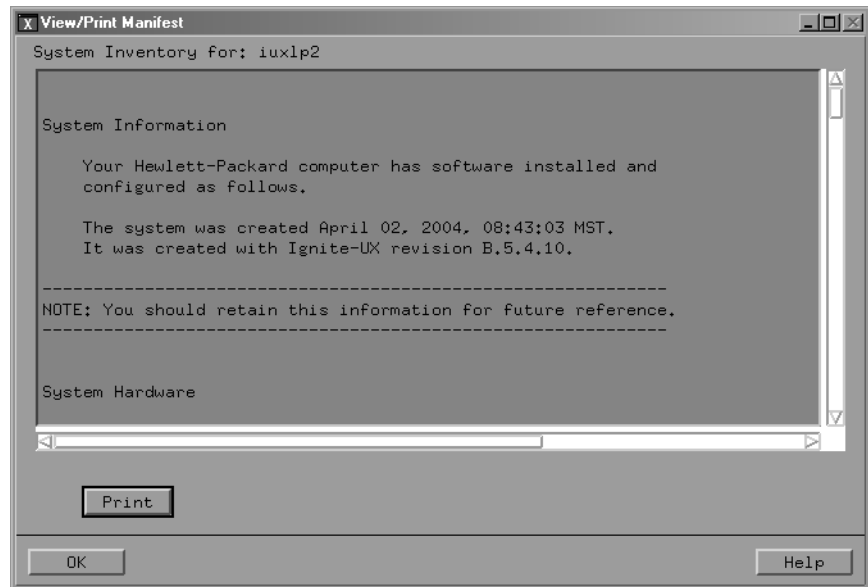 X View/Print Manifest
System Inventory for: iuxlp2
System Information
Your Hewlett-Packard computer has software installed and
configured as follows.
The system was created April 02, 2004, 08:43:03 MST.
It was created with Ignite-UX revision B.5.4.10.
---------------------------------------------------------------
NOTE: You should retain this information for future reference.
---------------------------------------------------------------
System Hardware
Print
OK Help